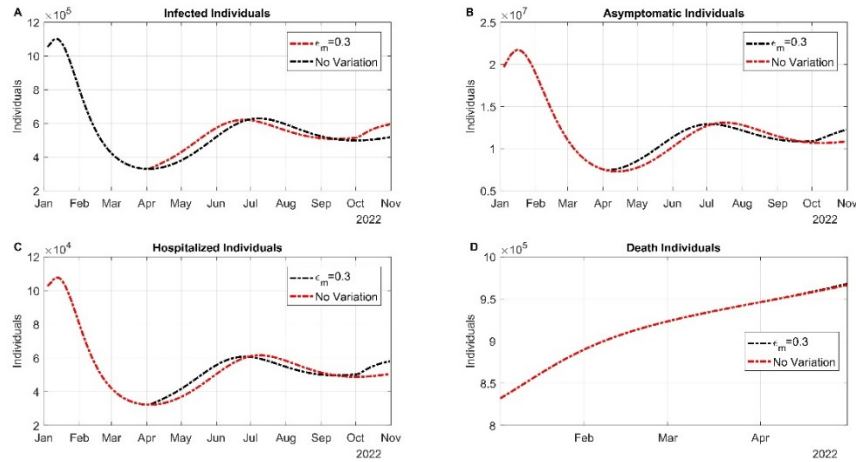 A
Infected Individuals
×10^5
12
10
8
6
4
2
Individuals
ϵ_m=0.3
No Variation
Jan Feb Mar Apr May Jun Jul Aug Sep Oct Nov
2022
B
Asymptomatic Individuals
×10^7
2.5
2
1.5
1
0.5
Individuals
ϵ_m=0.3
No Variation
Jan Feb Mar Apr May Jun Jul Aug Sep Oct Nov
2022
C
Hospitalized Individuals
×10^4
12
10
8
6
4
2
Individuals
ϵ_m=0.3
No Variation
Jan Feb Mar Apr May Jun Jul Aug Sep Oct Nov
2022
D
Death Individuals
×10^5
10
9.5
9
8.5
8
Individuals
ϵ_m=0.3
No Variation
Feb Mar Apr
2022